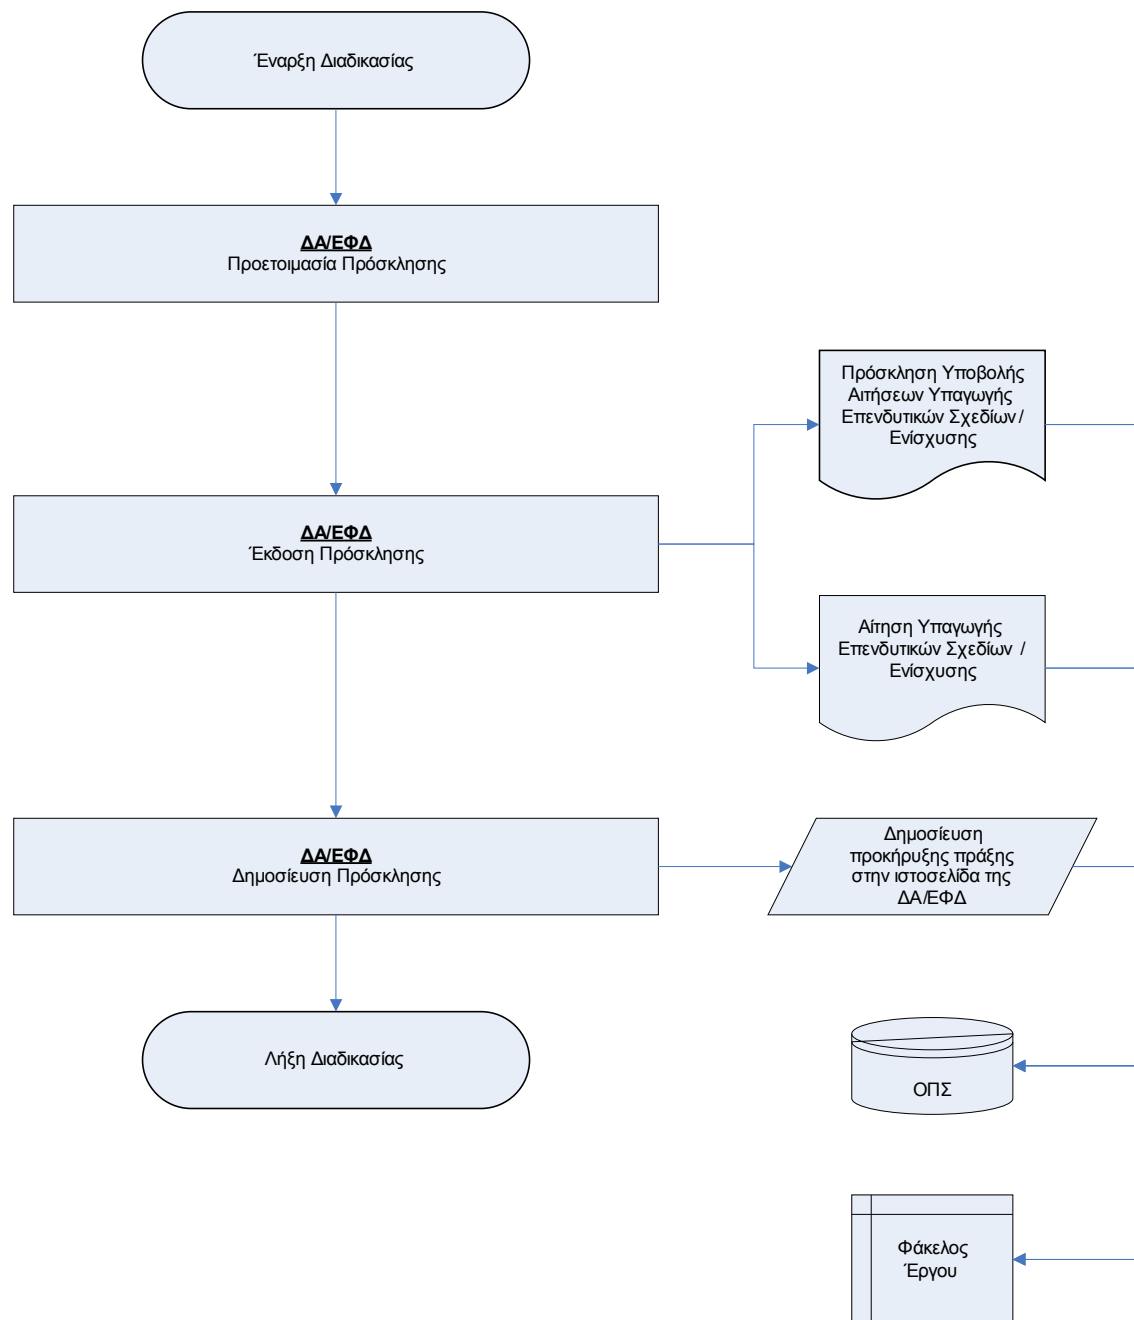 Έναρξη Διαδικασίας
ΔΑ/ΕΦΔ
Προετοιμασία Πρόσκλησης
Πρόσκληση Υποβολής
Αιτήσεων Υπαγωγής
Επενδυτικών Σχεδίων /
Ενίσχυσης
ΔΑ/ΕΦΔ
Έκδοση Πρόσκλησης
Αίτηση Υπαγωγής
Επενδυτικών Σχεδίων /
Ενίσχυσης
ΔΑ/ΕΦΔ
Δημοσίευση Πρόσκλησης
Δημοσίευση
προκήρυξης πράξης
στην ιστοσελίδα της
ΔΑ/ΕΦΔ
Λήξη Διαδικασίας
ΟΠΣ
Φάκελος
Έργου